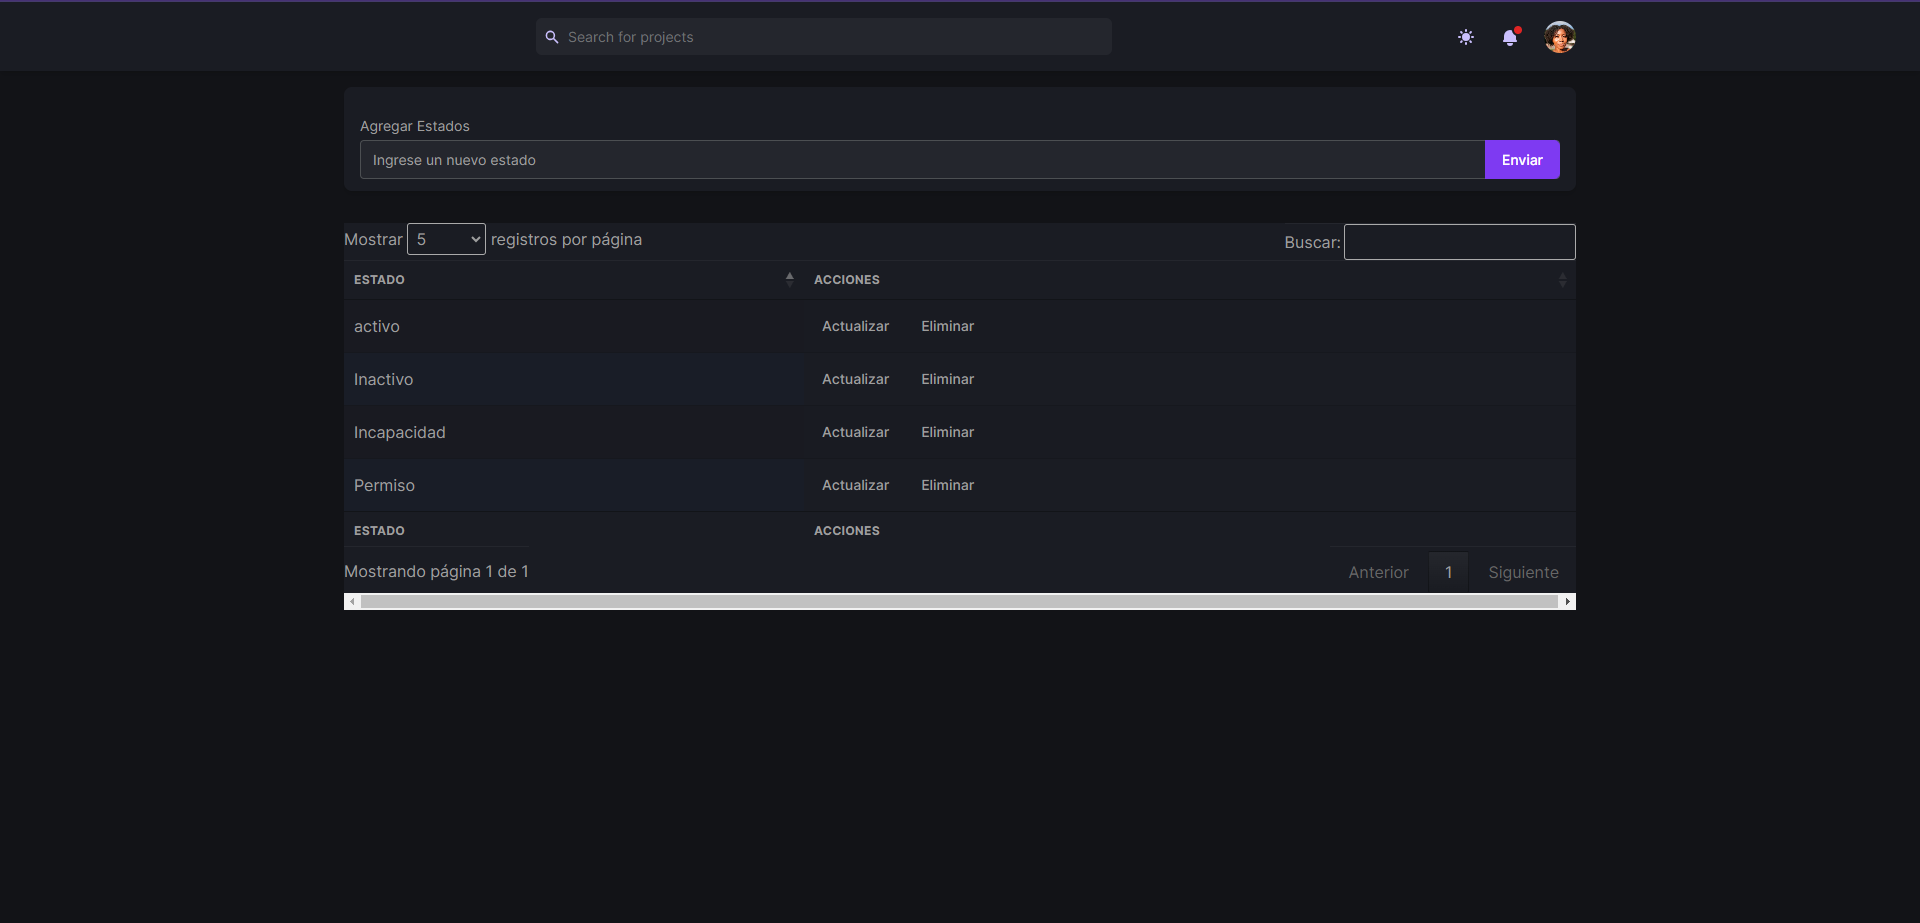 Search for projects
Agregar Estados
Ingrese un nuevo estado Enviar
Mostrar 5 registros por página Buscar:
ESTADO ACCIONES
activo Actualizar Eliminar
Inactivo Actualizar Eliminar
Incapacidad Actualizar Eliminar
Permiso Actualizar Eliminar
ESTADO ACCIONES
Mostrando página 1 de 1 Anterior 1 Siguiente